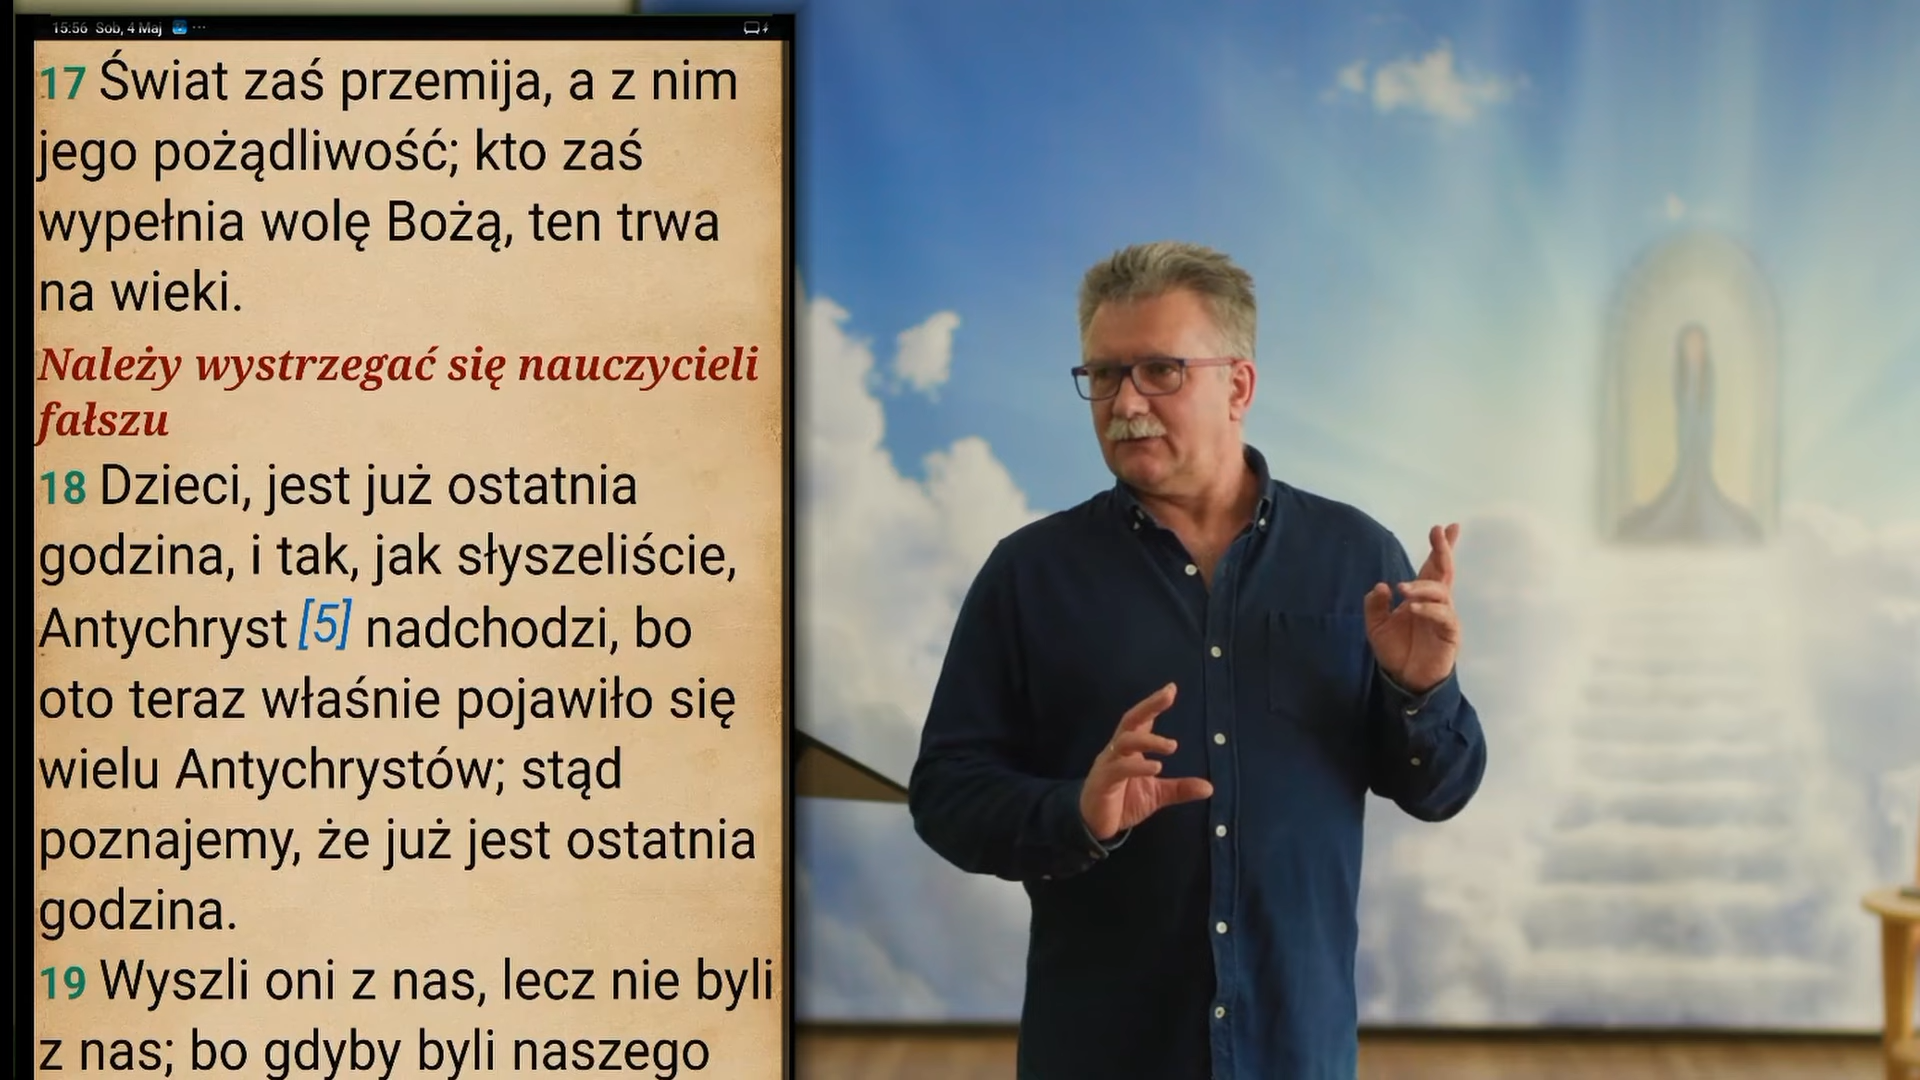 15:56 Sob, 4 Maj
17 Świat zaś przemija, a z nim
jego pożądliwość; kto zaś
wypełnia wolę Bożą, ten trwa
na wieki.
Należy wystrzegać się nauczycieli
fałszu
18 Dzieci, jest już ostatnia
godzina, i tak, jak słyszeliście,
Antychryst [5] nadchodzi, bo
oto teraz właśnie pojawiło się
wielu Antychrystów; stąd
poznajemy, że już jest ostatnia
godzina.
19 Wyszli oni z nas, lecz nie byli
z nas; bo gdyby byli naszego